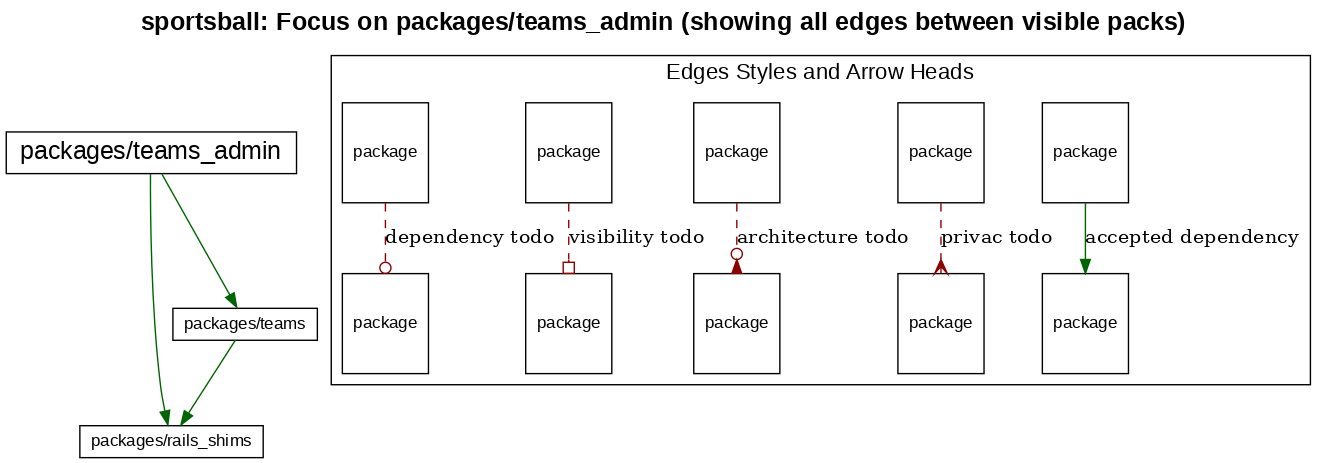 sportsball: Focus on packages/teams_admin (showing all edges between visible packs)
Edges Styles and Arrow Heads
packages/teams_admin
package
package
package
package
package
dependency todo
visibility todo
architecture todo
privac todo
accepted dependency
packages/teams
package
package
package
package
package
packages/rails_shims